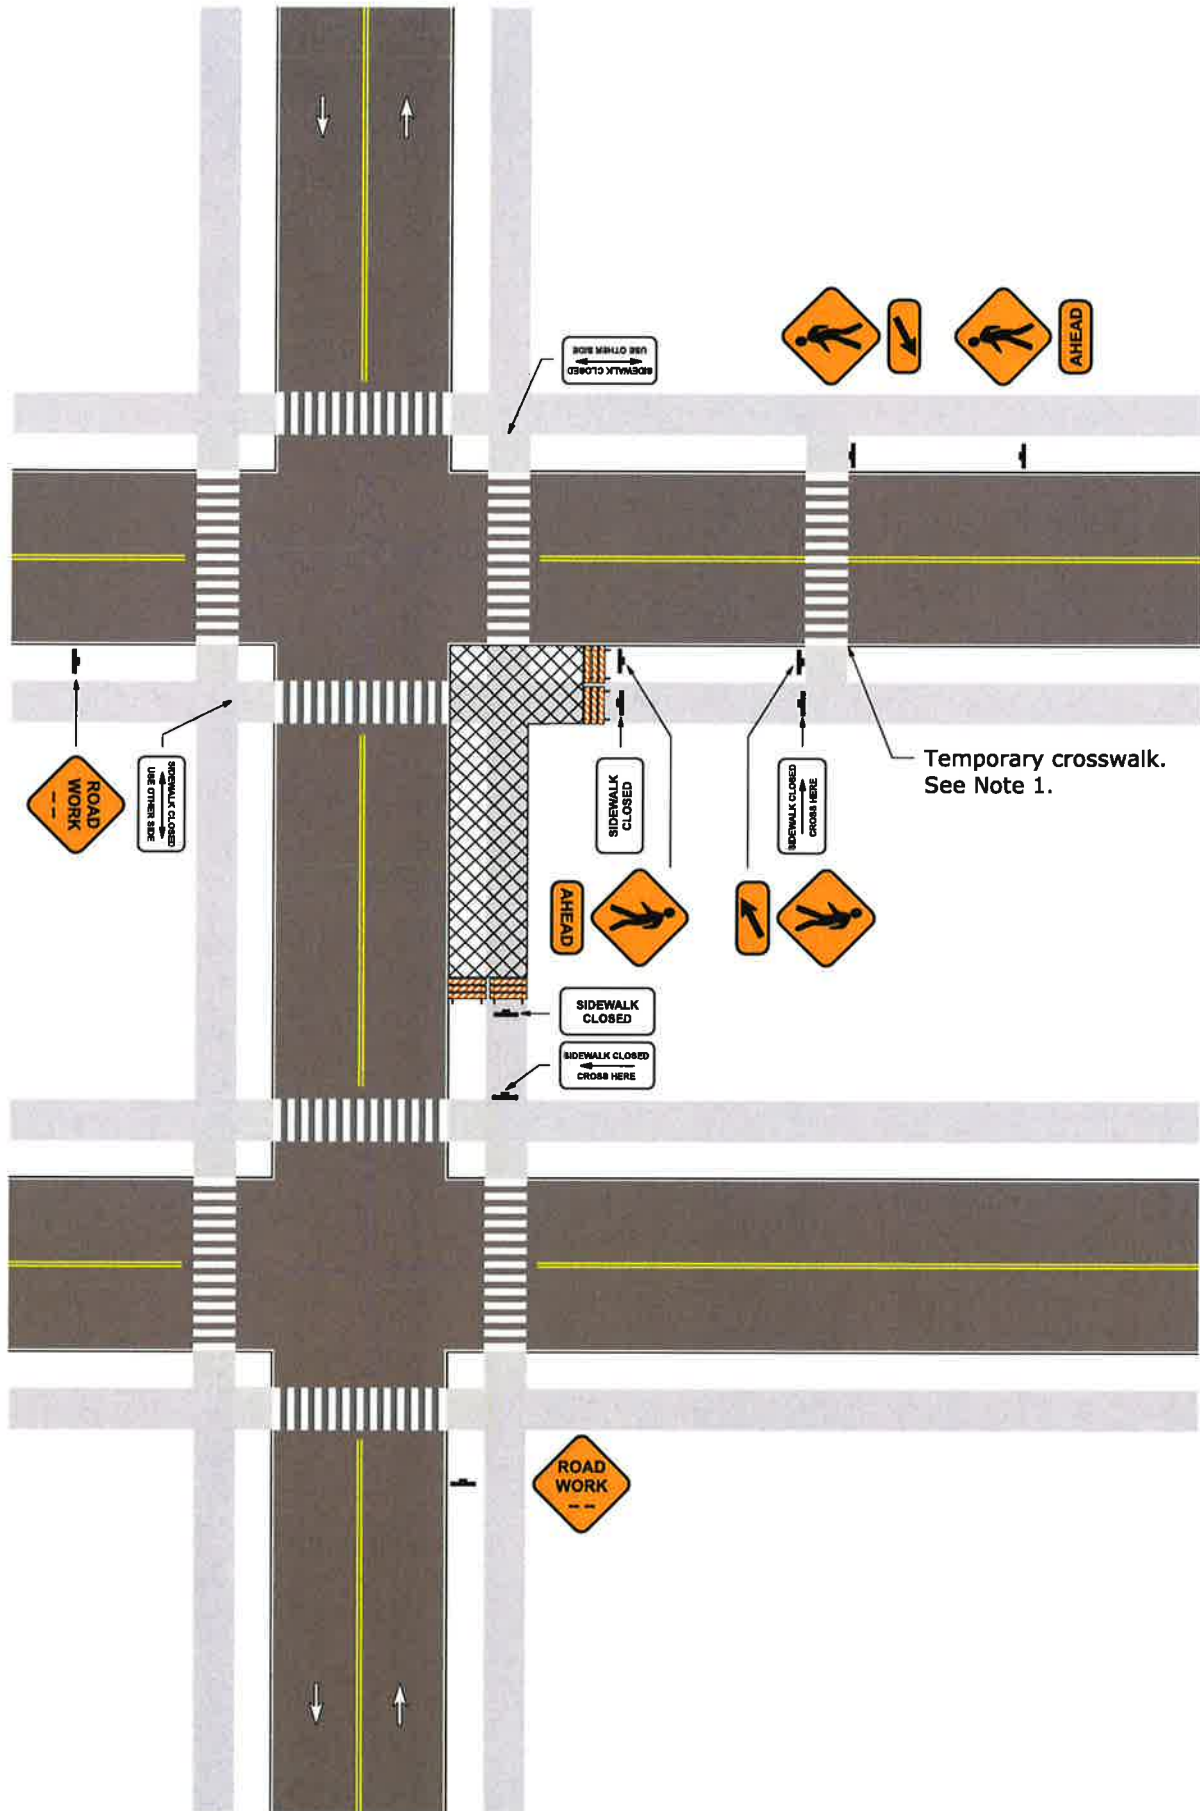 SIDEWALK CLOSED
USE OTHER SIDE
AHEAD
Temporary crosswalk.
See Note 1.
ROAD
WORK
-- --
SIDEWALK CLOSED
USE OTHER SIDE
SIDEWALK
CLOSED
SIDEWALK CLOSED
CROSS HERE
AHEAD
SIDEWALK
CLOSED
SIDEWALK CLOSED
CROSS HERE
ROAD
WORK
-- --